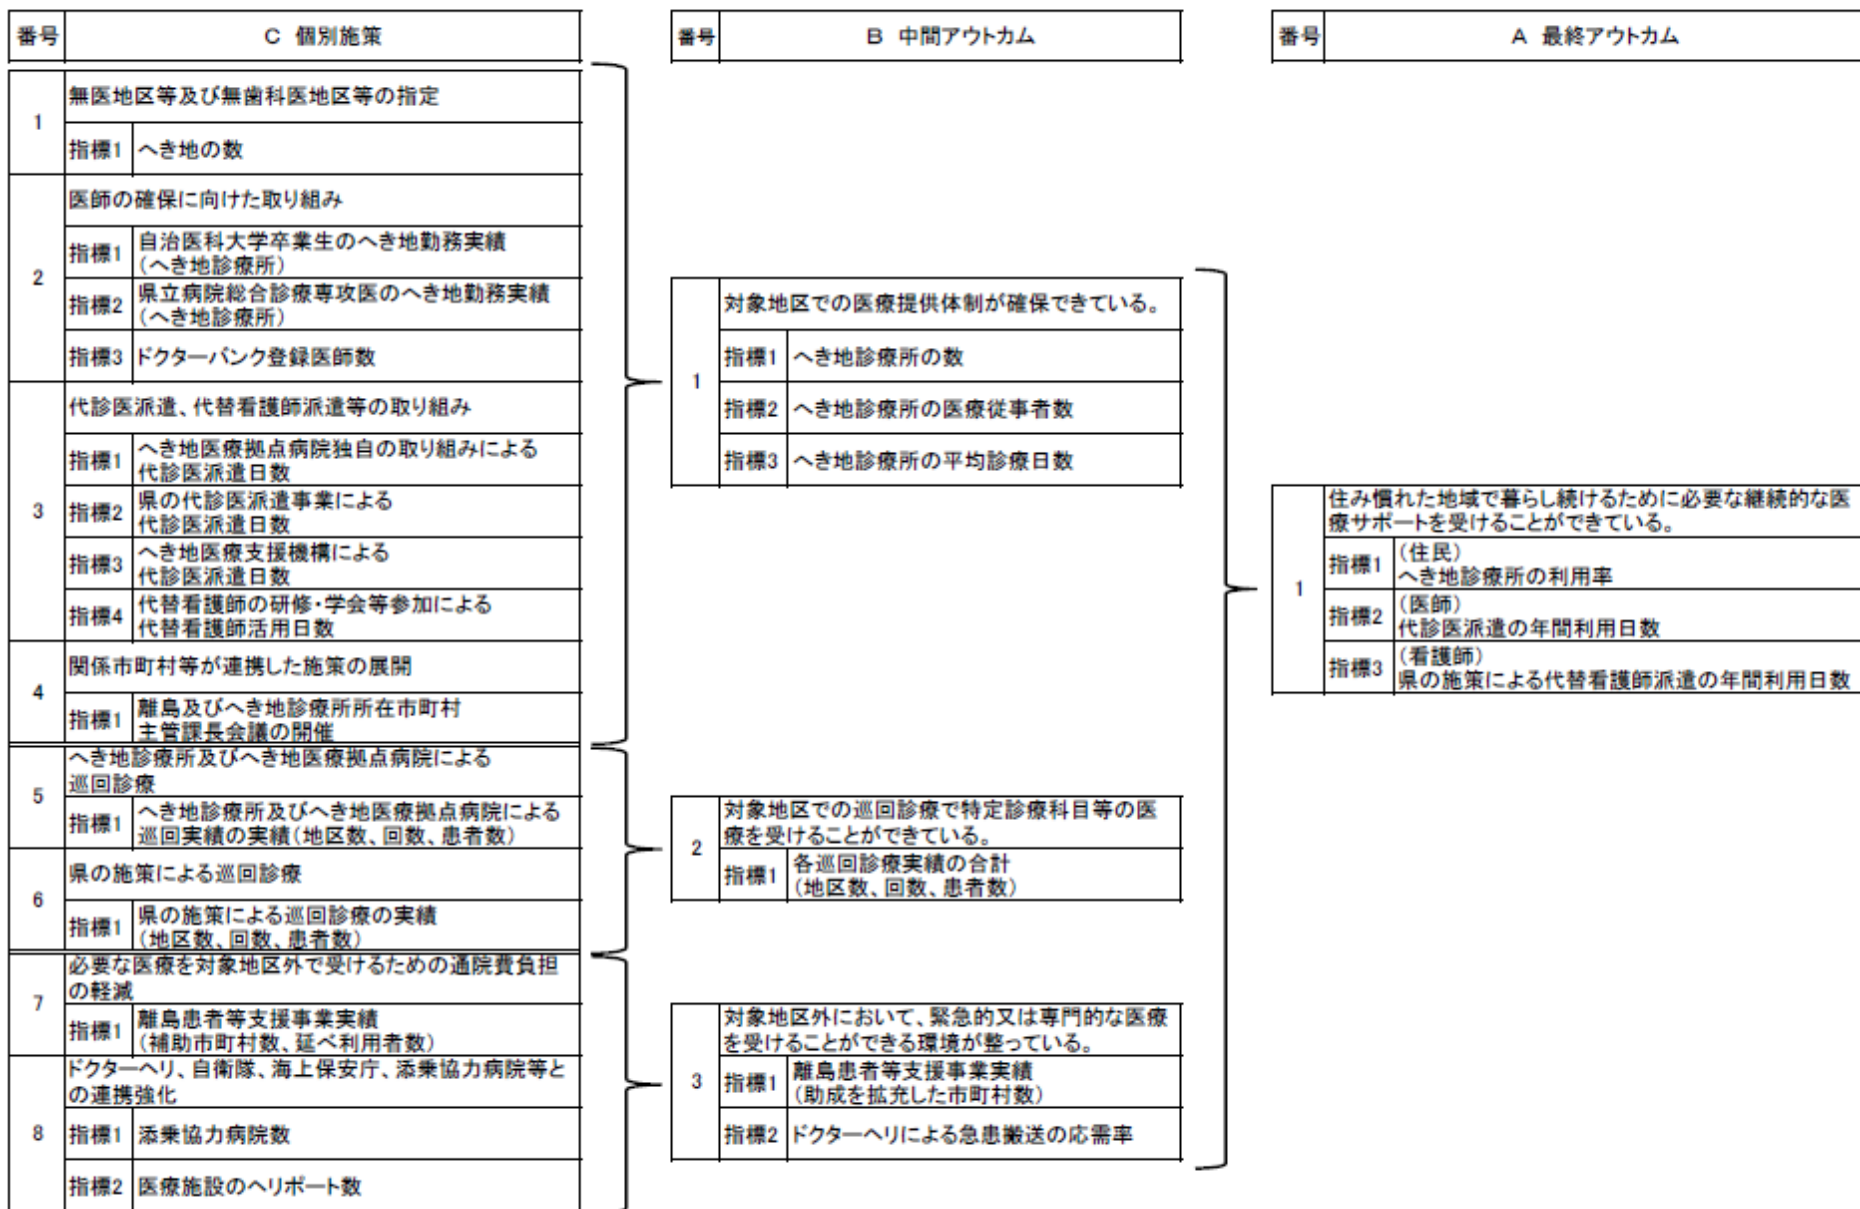 番号 C 個別施策
1
無医地区等及び無歯科医地区等の指定
指標1 へき地の数
2
医師の確保に向けた取り組み
指標1 自治医科大学卒業生のへき地勤務実績
（へき地診療所）
指標2 県立病院総合診療専攻医のへき地勤務実績
（へき地診療所）
指標3 ドクターバンク登録医師数
3
代診医派遣、代替看護師派遣等の取り組み
指標1 へき地医療拠点病院独自の取り組みによる
代診医派遣日数
指標2 県の代診医派遣事業による
代診医派遣日数
指標3 へき地医療支援機構による
代診医派遣日数
指標4 代替看護師の研修・学会等参加による
代替看護師活用日数
4
関係市町村等が連携した施策の展開
指標1 離島及びへき地診療所所在市町村
主管課長会議の開催
5
へき地診療所及びへき地医療拠点病院による
巡回診療
指標1 へき地診療所及びへき地医療拠点病院による
巡回実績の実績（地区数、回数、患者数）
6
県の施策による巡回診療
指標1 県の施策による巡回診療の実績
（地区数、回数、患者数）
7
必要な医療を対象地区外で受けるための通院費負担
の軽減
指標1 離島患者等支援事業実績
（補助市町村数、延べ利用者数）
8
ドクターヘリ、自衛隊、海上保安庁、添乗協力病院等と
の連携強化
指標1 添乗協力病院数
指標2 医療施設のヘリポート数
番号 B 中間アウトカム
1
対象地区での医療提供体制が確保できている。
指標1 へき地診療所の数
指標2 へき地診療所の医療従事者数
指標3 へき地診療所の平均診療日数
2
対象地区での巡回診療で特定診療科目等の医
療を受けることができている。
指標1 各巡回診療実績の合計
（地区数、回数、患者数）
3
対象地区外において、緊急的又は専門的な医療
を受けることができる環境が整っている。
指標1 離島患者等支援事業実績
（助成を拡充した市町村数）
指標2 ドクターヘリによる急患搬送の応需率
番号 A 最終アウトカム
1
住み慣れた地域で暮らし続けるために必要な継続的な医
療サポートを受けることができている。
指標1 （住民）
へき地診療所の利用率
指標2 （医師）
代診医派遣の年間利用日数
指標3 （看護師）
県の施策による代替看護師派遣の年間利用日数